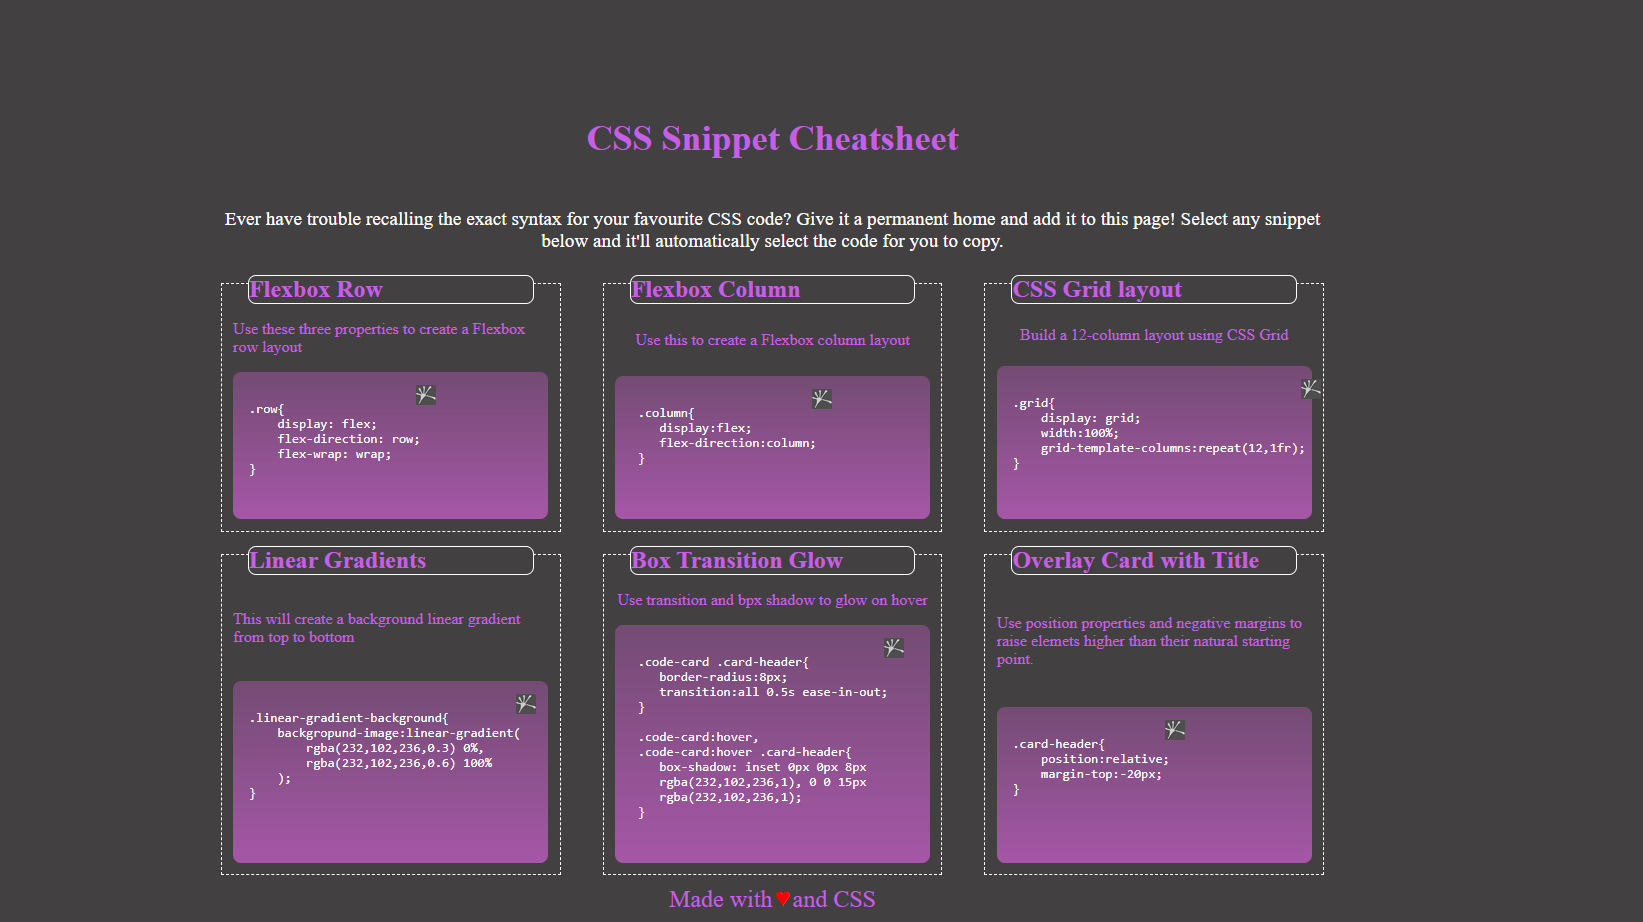 CSS Snippet Cheatsheet
Ever have trouble recalling the exact syntax for your favourite CSS code? Give it a permanent home and add it to this page! Select any snippet
below and it'll automatically select the code for you to copy.
Flexbox Row
Use these three properties to create a Flexbox
row layout
.row{
    display: flex;
    flex-direction: row;
    flex-wrap: wrap;
}
Flexbox Column
Use this to create a Flexbox column layout
.column{
   display:flex;
   flex-direction:column;
}
CSS Grid layout
Build a 12-column layout using CSS Grid
.grid{
    display: grid;
    width:100%;
    grid-template-columns:repeat(12,1fr);
}
Linear Gradients
This will create a background linear gradient
from top to bottom
.linear-gradient-background{
    backgropund-image:linear-gradient(
        rgba(232,102,236,0.3) 0%,
        rgba(232,102,236,0.6) 100%
    );
}
Box Transition Glow
Use transition and bpx shadow to glow on hover
.code-card .card-header{
   border-radius:8px;
   transition:all 0.5s ease-in-out;
}
.code-card:hover,
.code-card:hover .card-header{
   box-shadow: inset 0px 0px 8px
   rgba(232,102,236,1), 0 0 15px
   rgba(232,102,236,1);
}
Overlay Card with Title
Use position properties and negative margins to
raise elemets higher than their natural starting
point.
.card-header{
    position:relative;
    margin-top:-20px;
}
Made with♥and CSS